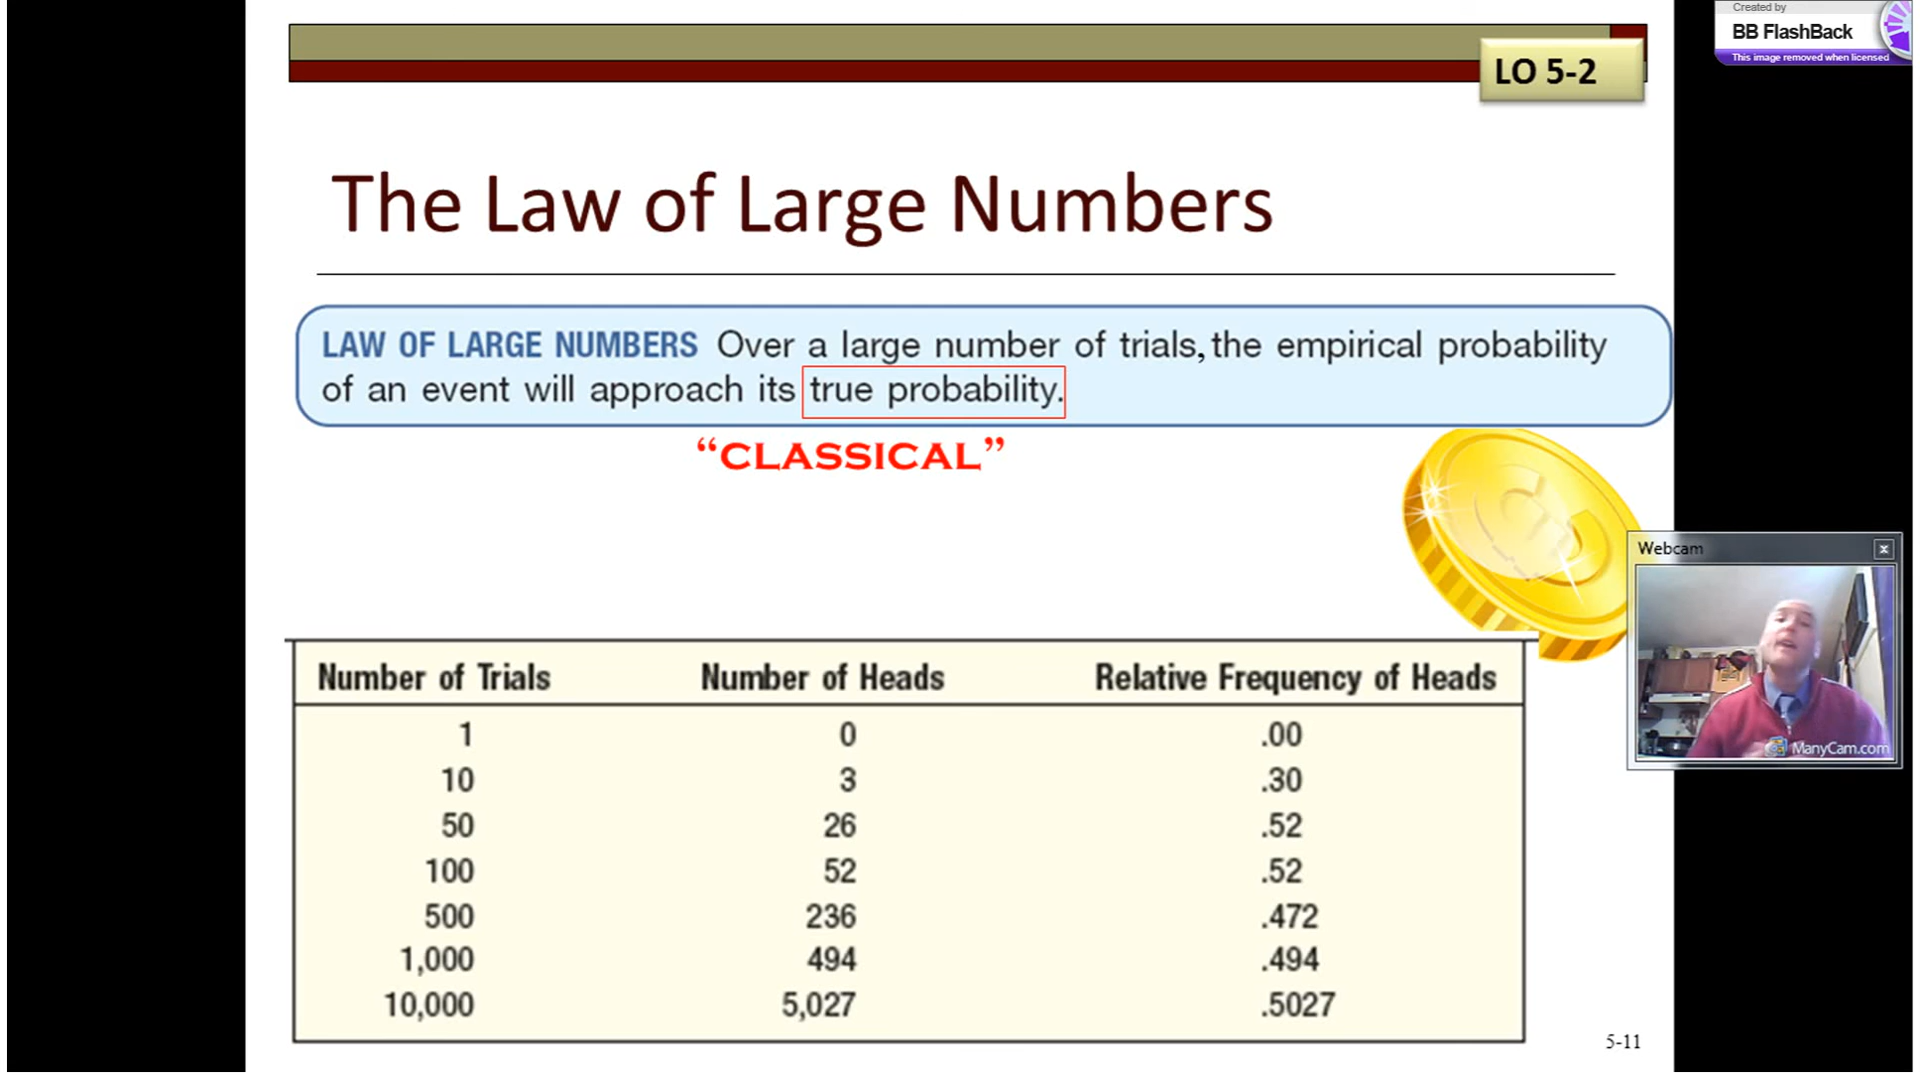 Created by
BB FlashBack
This image removed when licensed
LO 5-2
The Law of Large Numbers
LAW OF LARGE NUMBERS Over a large number of trials, the empirical probability
of an event will approach its true probability.
“CLASSICAL”
Webcam
ManyCam.com
Number of Trials Number of Heads Relative Frequency of Heads
1 0 .00
10 3 .30
50 26 .52
100 52 .52
500 236 .472
1,000 494 .494
10,000 5,027 .5027
5-11